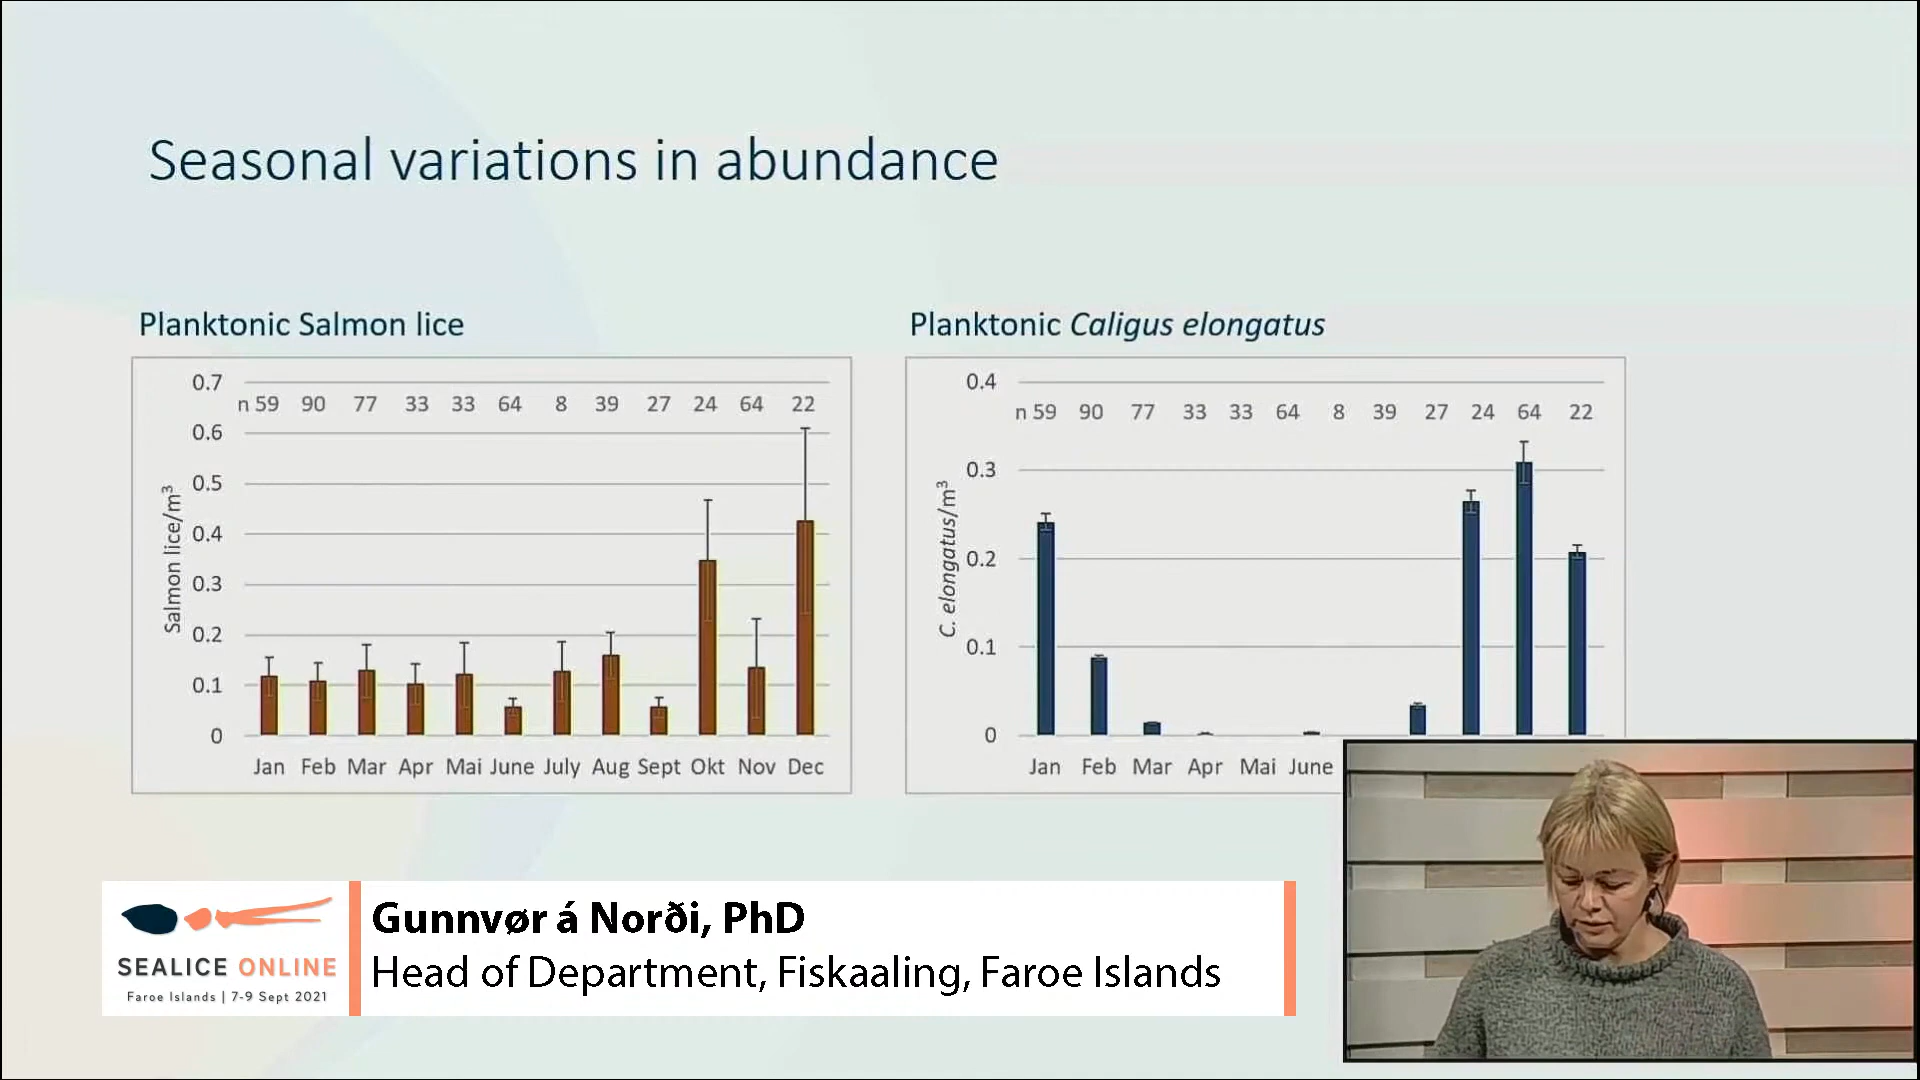 Seasonal variations in abundance
Planktonic Salmon lice
0.7
n 59 90 77 33 33 64 8 39 27 24 64 22
0.6
0.5
0.4
0.3
0.2
0.1
0
Salmon lice/m³
Jan Feb Mar Apr Mai June July Aug Sept Okt Nov Dec
Planktonic Caligus elongatus
0.4
n 59 90 77 33 33 64 8 39 27 24 64 22
0.3
0.2
0.1
0
C. elongatus/m³
Jan Feb Mar Apr Mai June
SEALICE ONLINE
Faroe Islands | 7-9 Sept 2021
Gunnvør á Norði, PhD
Head of Department, Fiskaaling, Faroe Islands